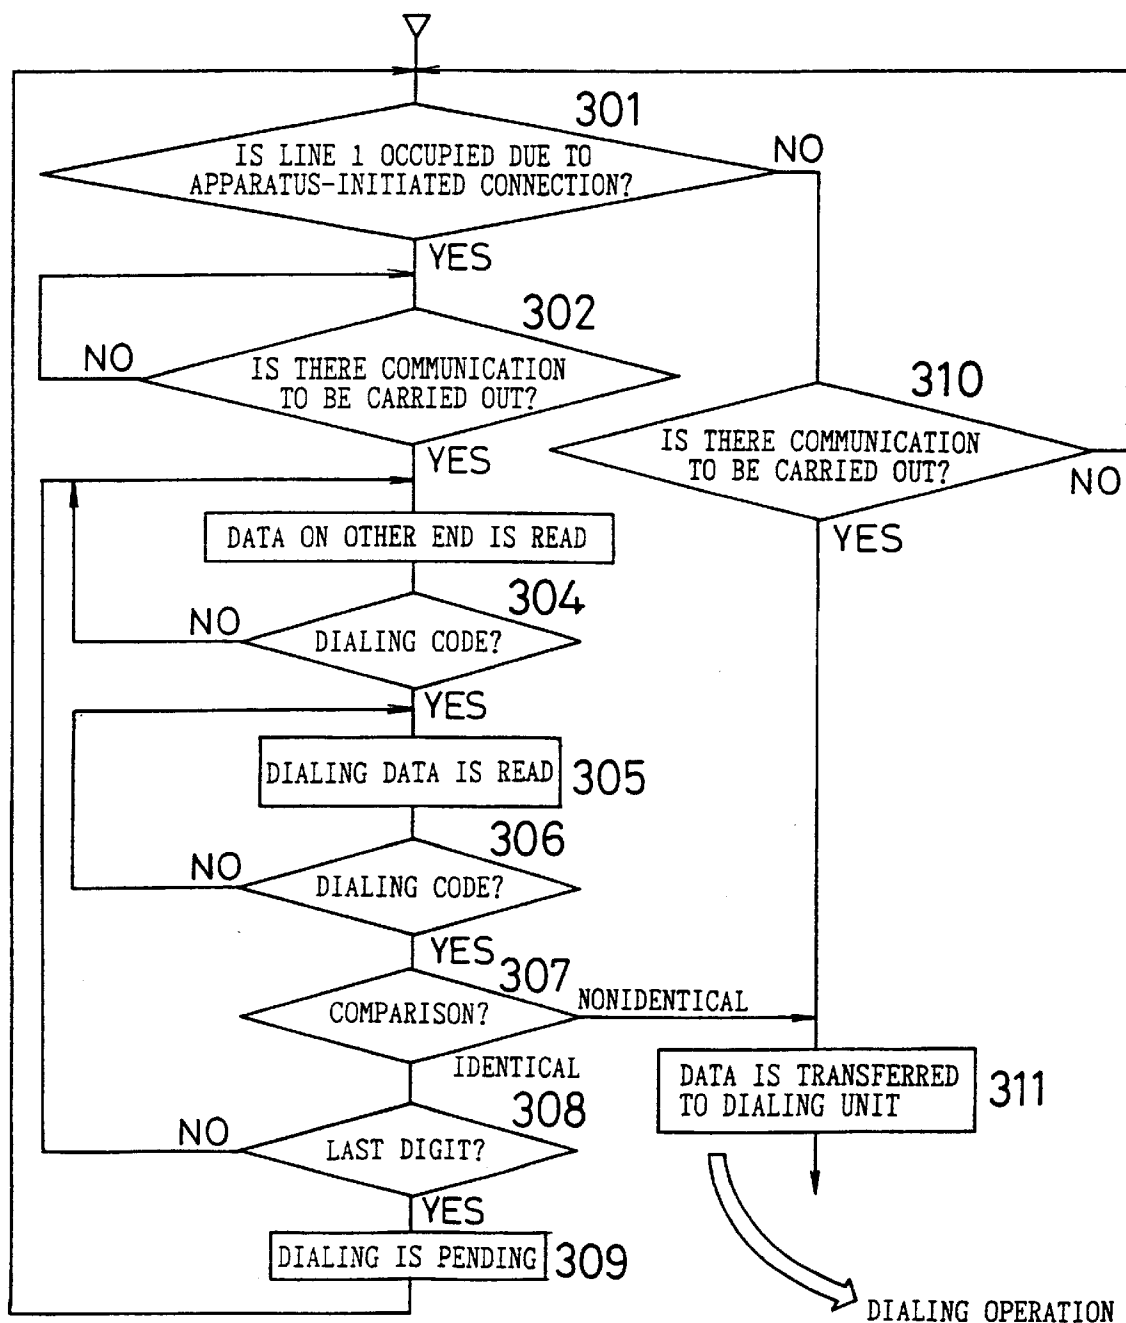 301
IS LINE 1 OCCUPIED DUE TO
APPARATUS-INITIATED CONNECTION?
NO
YES
302
NO
IS THERE COMMUNICATION
TO BE CARRIED OUT?
310
IS THERE COMMUNICATION
TO BE CARRIED OUT?
NO
YES
YES
DATA ON OTHER END IS READ
304
NO
DIALING CODE?
YES
DIALING DATA IS READ
305
306
NO
DIALING CODE?
YES
307
COMPARISON?
NONIDENTICAL
IDENTICAL
DATA IS TRANSFERRED
TO DIALING UNIT
311
308
NO
LAST DIGIT?
YES
DIALING IS PENDING
309
DIALING OPERATION